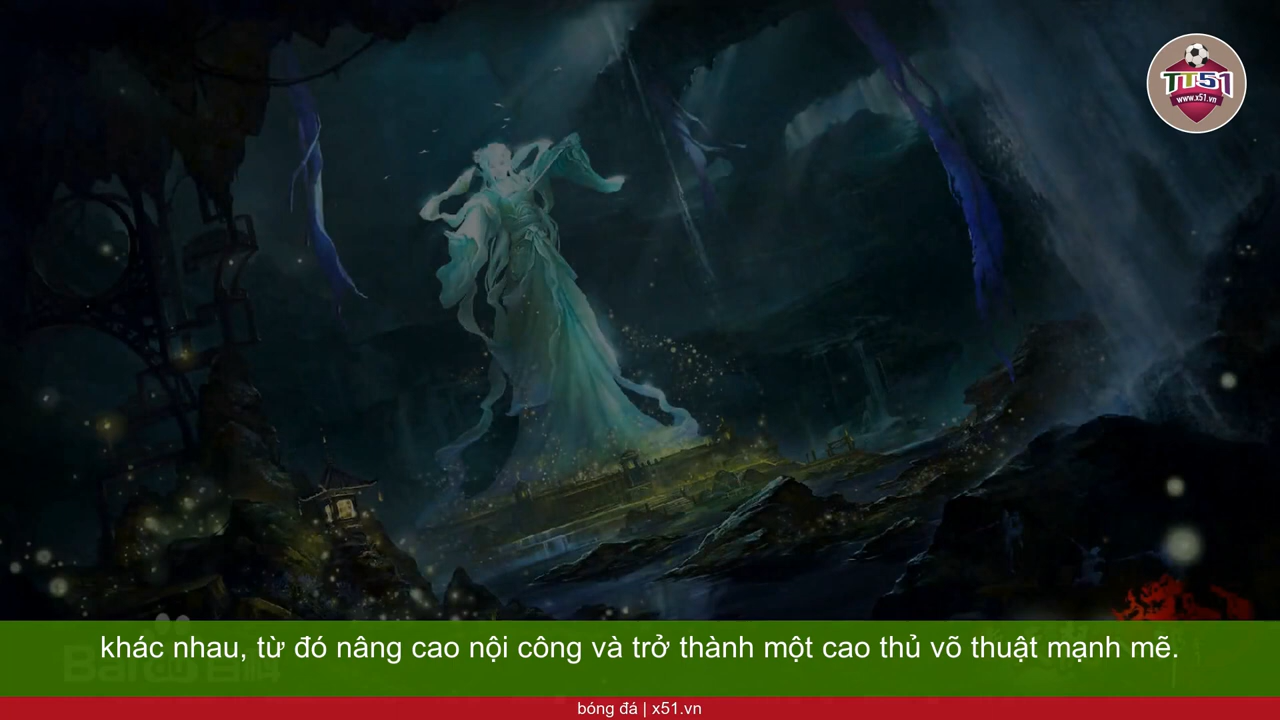 TT51
www.x51.vn
khác nhau, từ đó nâng cao nội công và trở thành một cao thủ võ thuật mạnh mẽ.
bóng đá | x51.vn